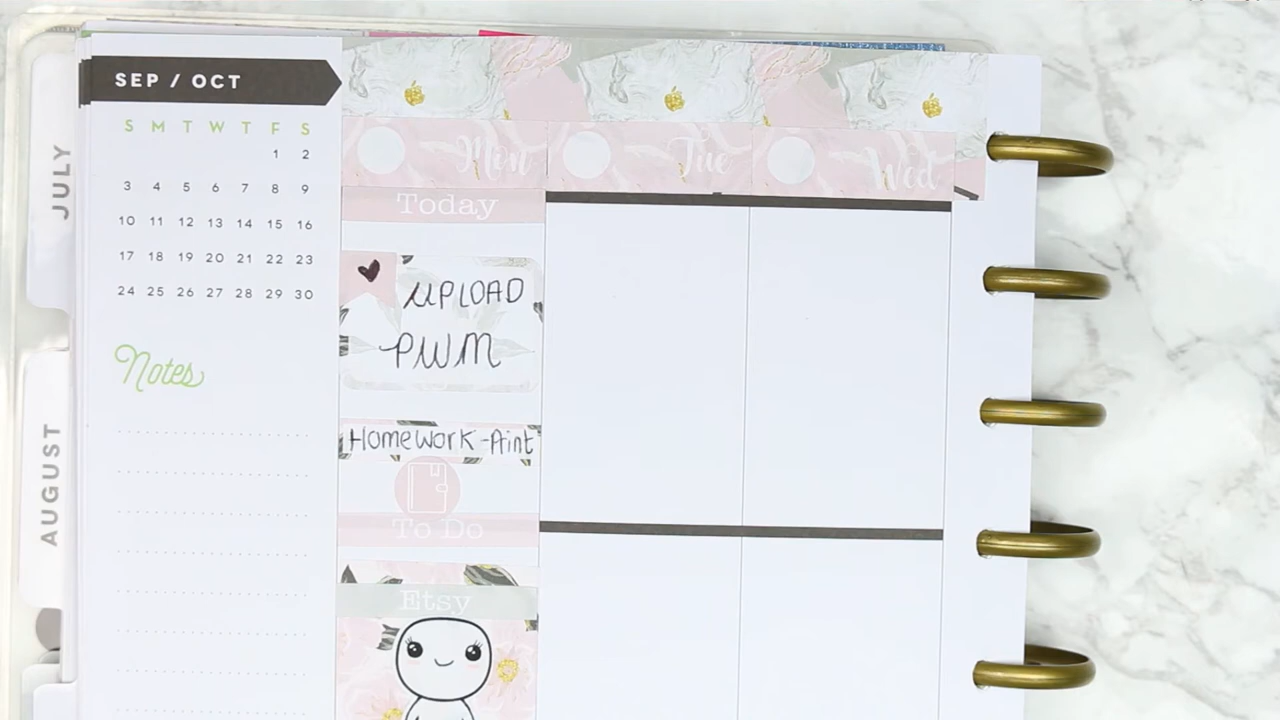 JULY
AUGUST
SEP / OCT
S M T W T F S
1 2
3 4 5 6 7 8 9
10 11 12 13 14 15 16
17 18 19 20 21 22 23
24 25 26 27 28 29 30
Notes
Mon Tue Wed
Today
UPLOAD
PWM
HomeWork-Aint
To Do
Etsy